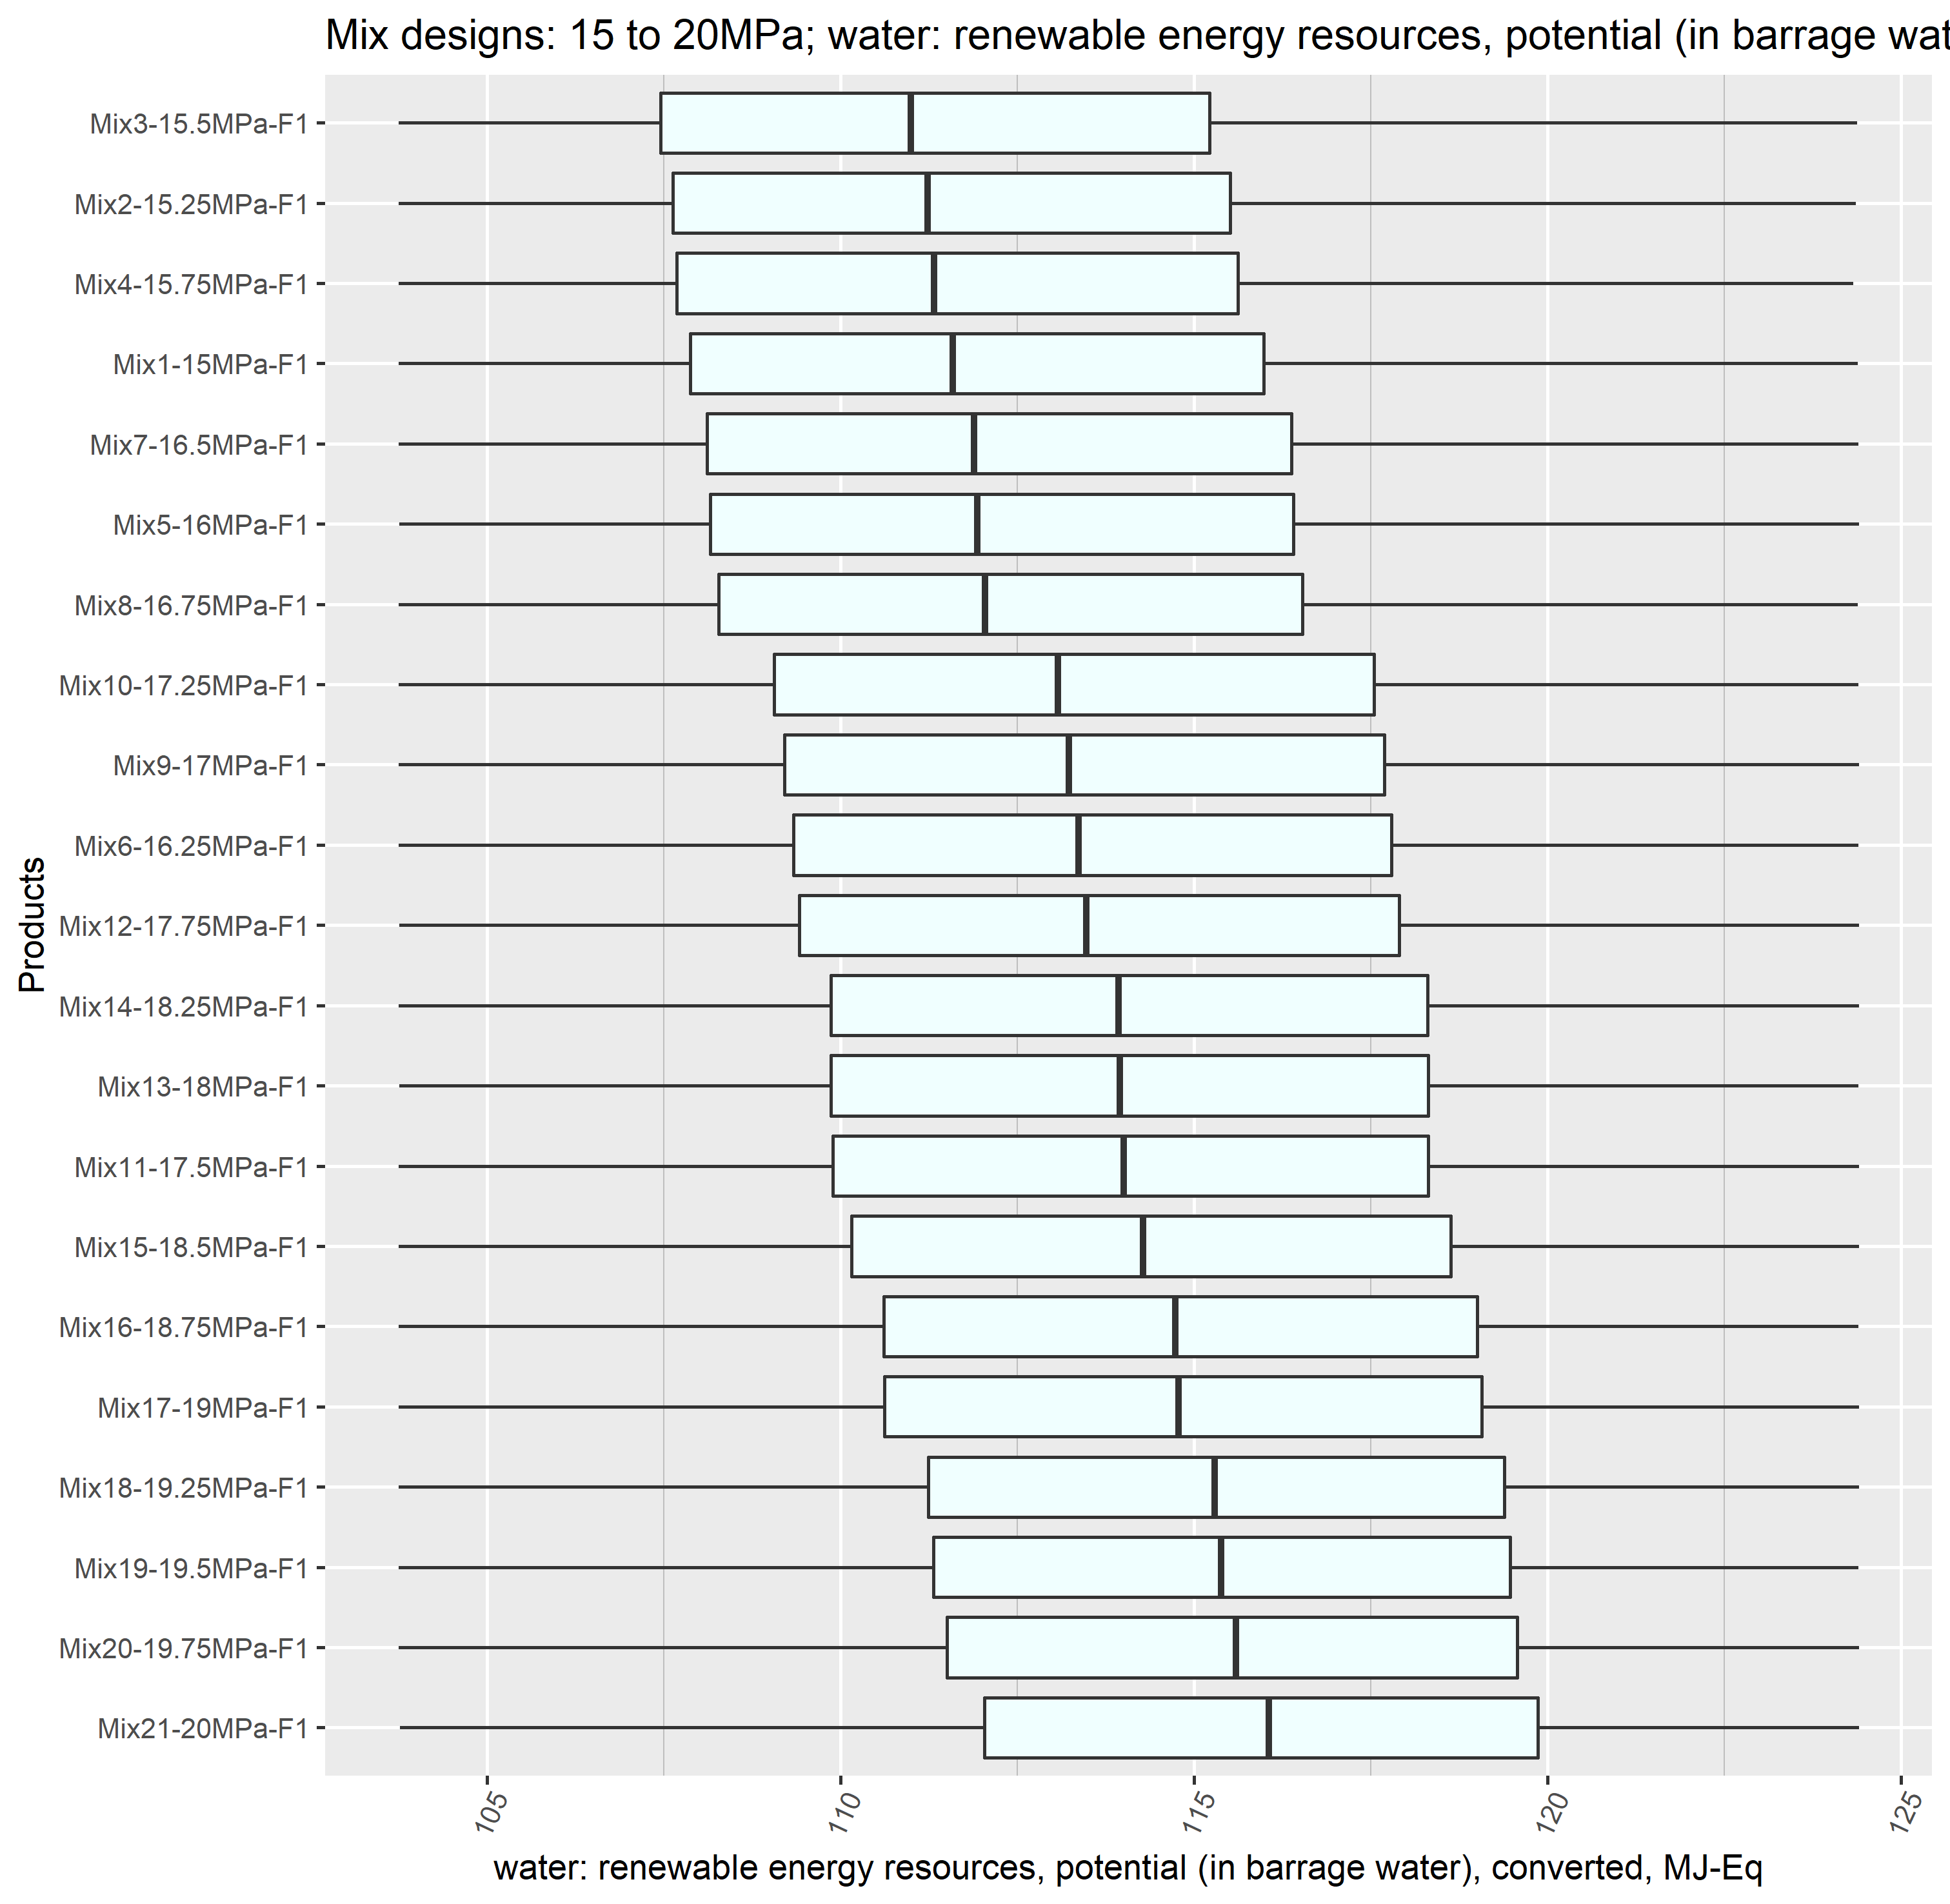 Mix designs: 15 to 20MPa; water: renewable energy resources, potential (in barrage wat
Mix3-15.5MPa-F1
Mix2-15.25MPa-F1
Mix4-15.75MPa-F1
Mix1-15MPa-F1
Mix7-16.5MPa-F1
Mix5-16MPa-F1
Mix8-16.75MPa-F1
Mix10-17.25MPa-F1
Mix9-17MPa-F1
Mix6-16.25MPa-F1
Mix12-17.75MPa-F1
Mix14-18.25MPa-F1
Mix13-18MPa-F1
Mix11-17.5MPa-F1
Mix15-18.5MPa-F1
Mix16-18.75MPa-F1
Mix17-19MPa-F1
Mix18-19.25MPa-F1
Mix19-19.5MPa-F1
Mix20-19.75MPa-F1
Mix21-20MPa-F1
Products
105
110
115
120
125
water: renewable energy resources, potential (in barrage water), converted, MJ-Eq